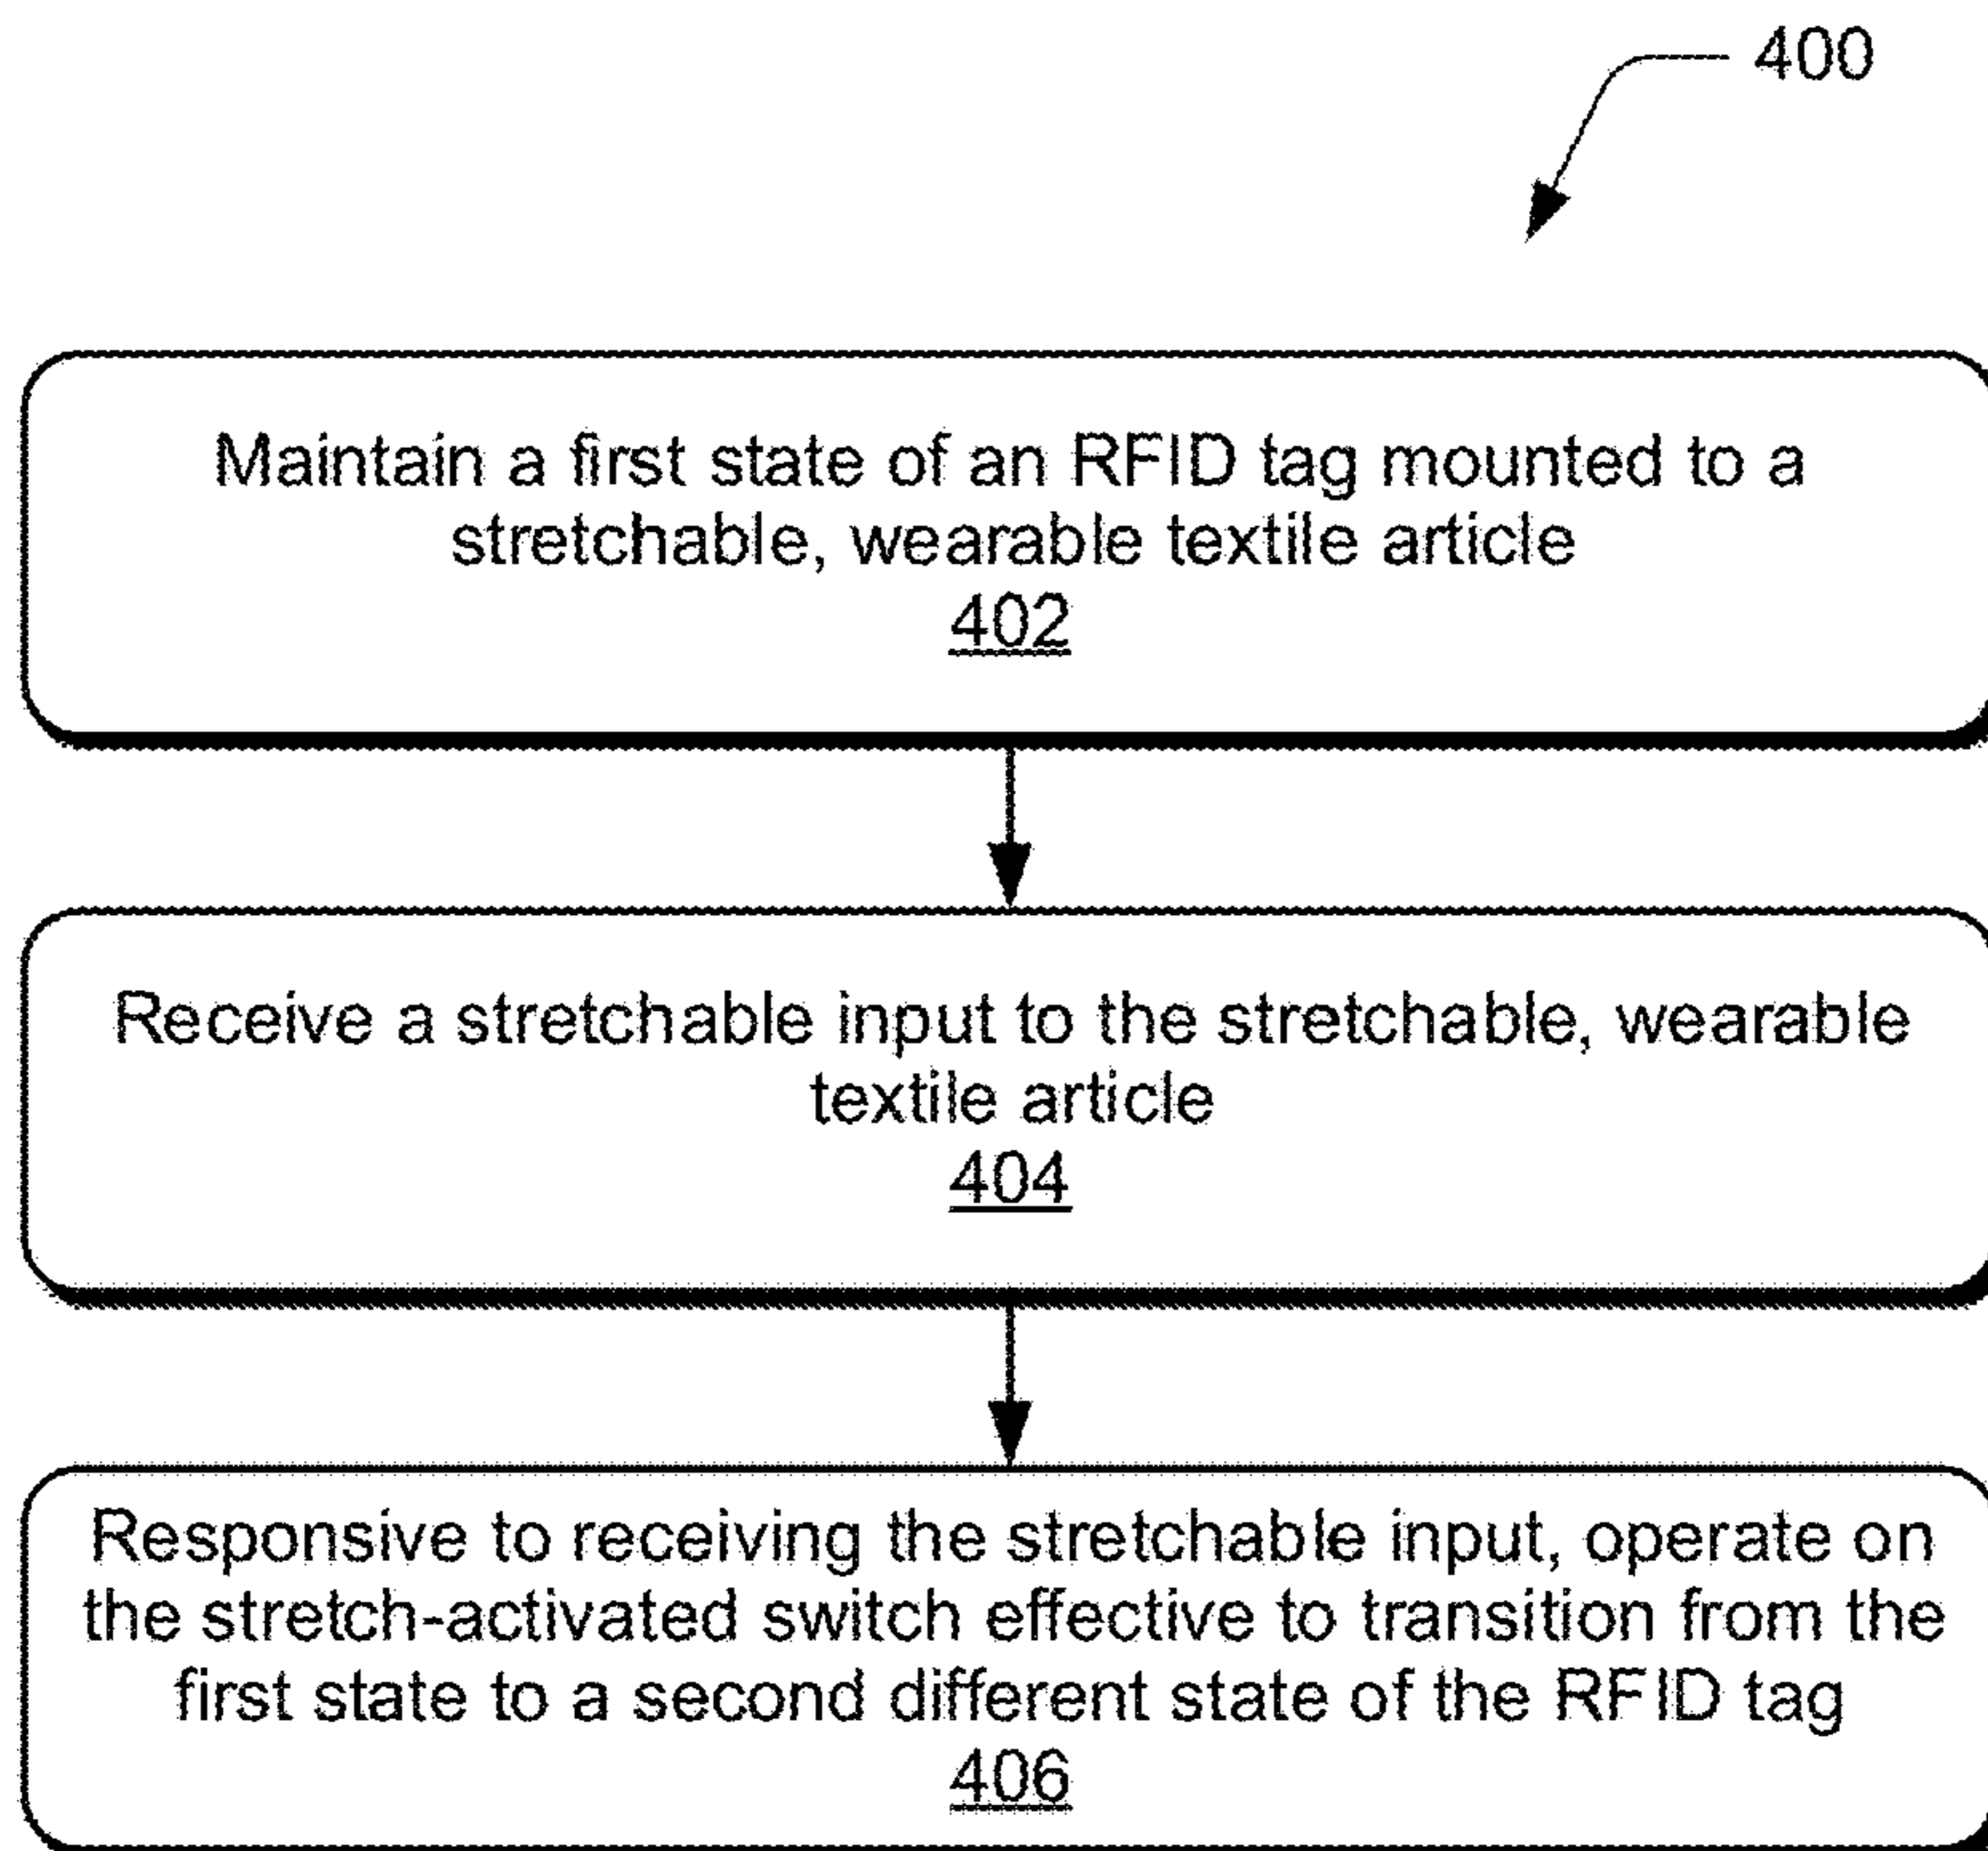 400
Maintain a first state of an RFID tag mounted to a
stretchable, wearable textile article
402
Receive a stretchable input to the stretchable, wearable
textile article
404
Responsive to receiving the stretchable input, operate on
the stretch-activated switch effective to transition from the
first state to a second different state of the RFID tag
406